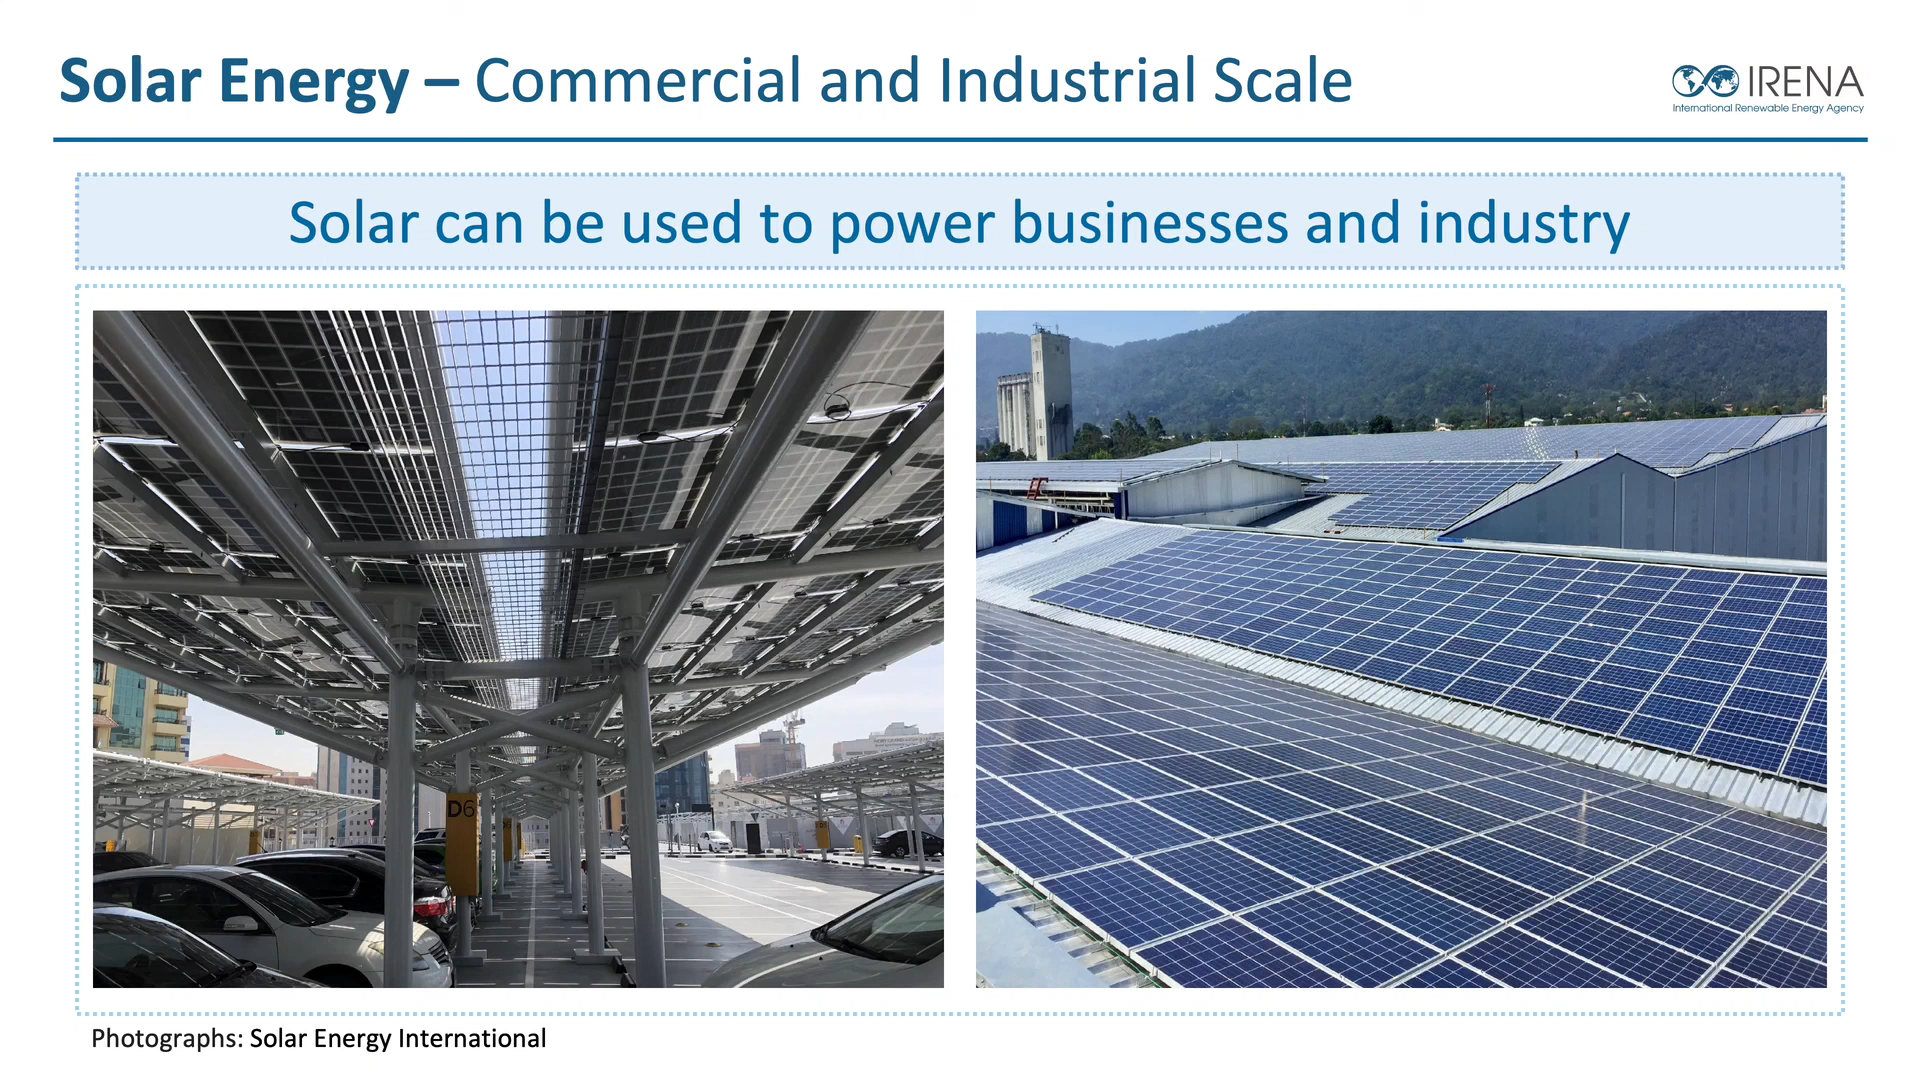 Solar Energy – Commercial and Industrial Scale
IRENA
International Renewable Energy Agency
Solar can be used to power businesses and industry
D6
Photographs: Solar Energy International